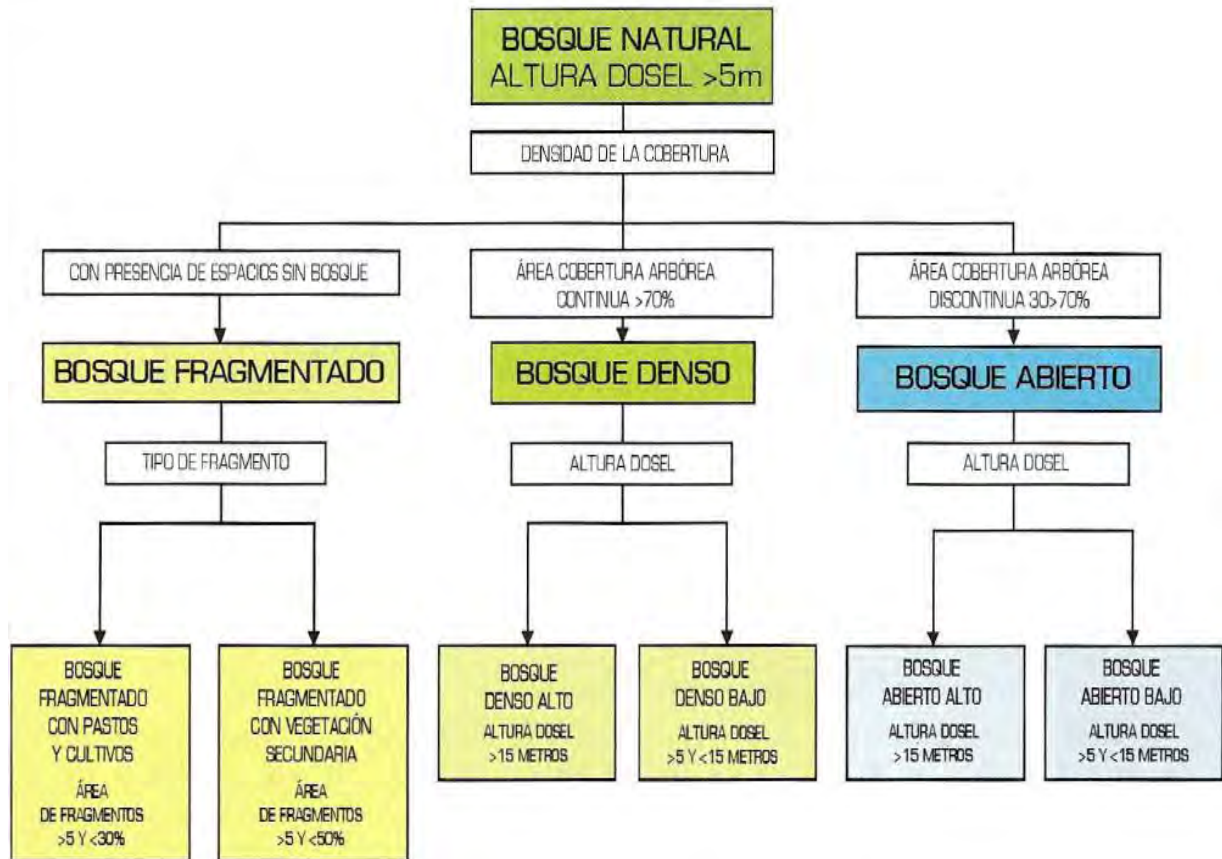 BOSQUE NATURAL
ALTURA DOSEL >5m
DENSIDAD DE LA COBERTURA
CON PRESENCIA DE ESPACIOS SIN BOSQUE
ÁREA COBERTURA ARBÓREA
CONTINUA >70%
ÁREA COBERTURA ARBÓREA
DISCONTINUA 30>70%
BOSQUE FRAGMENTADO
BOSQUE DENSO
BOSQUE ABIERTO
TIPO DE FRAGMENTO
ALTURA DOSEL
ALTURA DOSEL
BOSQUE
FRAGMENTADO
CON PASTOS
Y CULTIVOS
ÁREA
DE FRAGMENTOS
>5 Y <30%
BOSQUE
FRAGMENTADO
CON VEGETACIÓN
SECUNDARIA
ÁREA
DE FRAGMENTOS
>5 Y <50%
BOSQUE
DENSO ALTO
ALTURA DOSEL
>15 METROS
BOSQUE
DENSO BAJO
ALTURA DOSEL
>5 Y <15 METROS
BOSQUE
ABIERTO ALTO
ALTURA DOSEL
>15 METROS
BOSQUE
ABIERTO BAJO
ALTURA DOSEL
>5 Y <15 METROS